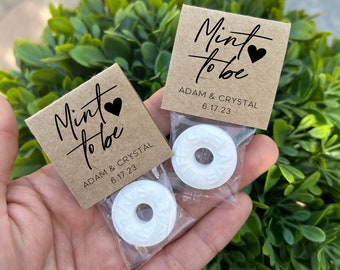 Mint
to be
ADAM & CRYSTAL
6.17.23
Mint
to be
ADAM & CRYSTAL
6.17.23